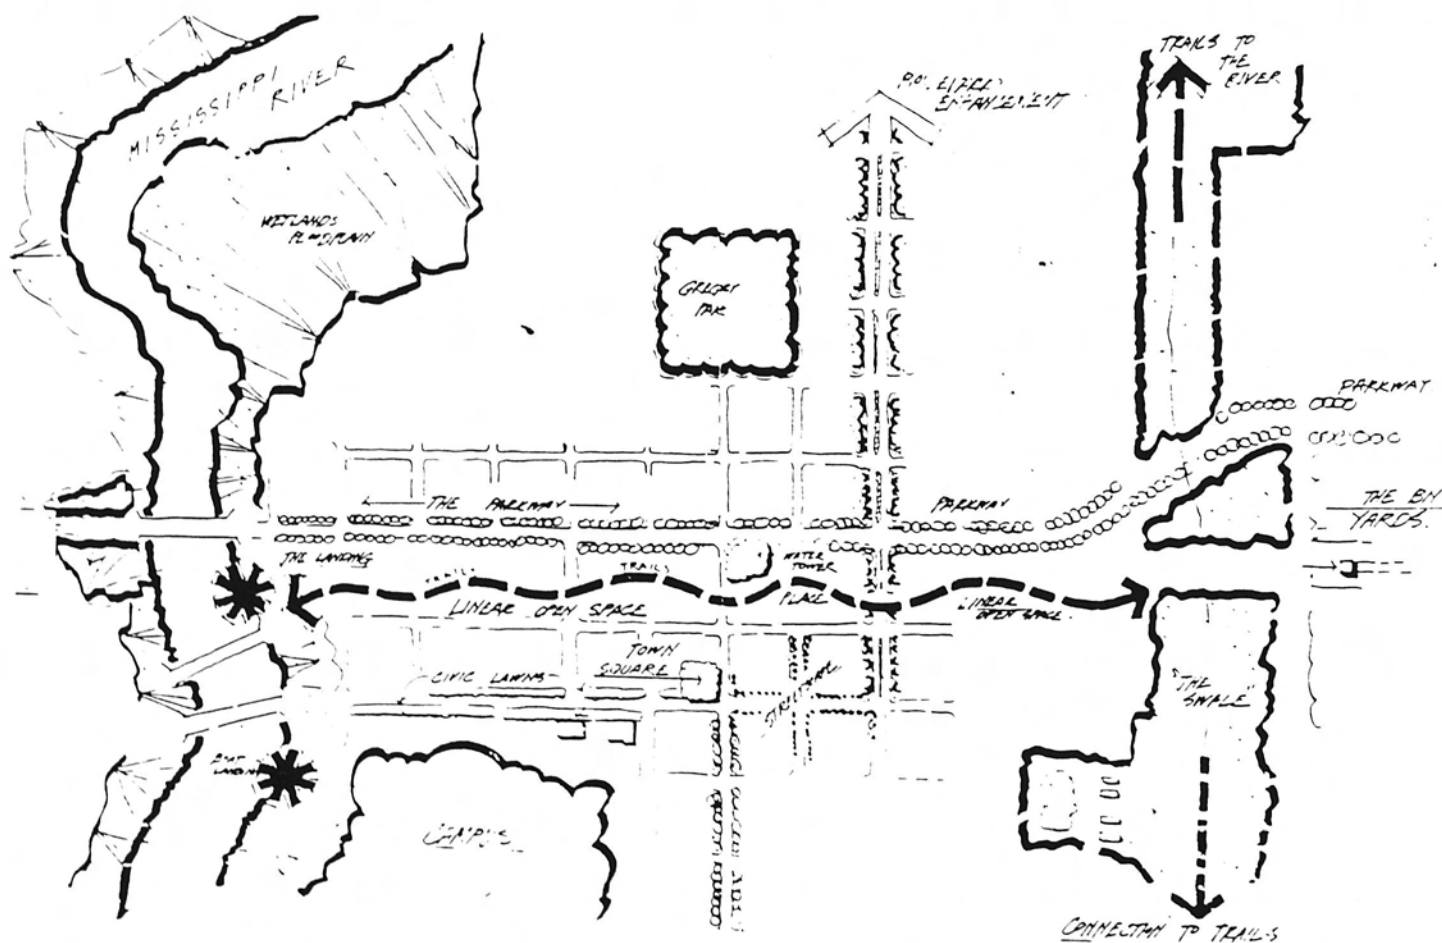 TRAILS TO
THE
RIVER
MISSISSIPPI
RIVER
WETLANDS
FLOODPLAIN
PARK
PARKWAY
THE PARKWAY
PARKWAY
THE BN
YARDS.
THE LANDING
TRAILS
TRAILS
WATER
TOWER
PLACE
LINEAR OPEN SPACE
LINEAR
OPEN SPACE
TOWN
SQUARE
CIVIC LAWNS
"THE
SWALE"
BOAT
LANDING
CAMPUS
CONNECTION TO TRAILS